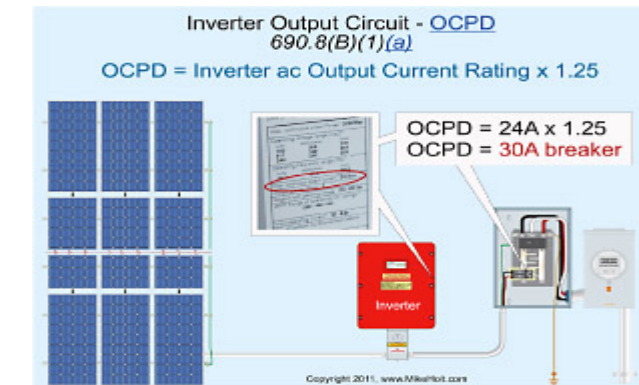 Inverter Output Circuit - OCPD
690.8(B)(1)(a)
OCPD = Inverter ac Output Current Rating x 1.25
OCPD = 24A x 1.25
OCPD = 30A breaker
Inverter
Copyright 2011, www.MikeHolt.com